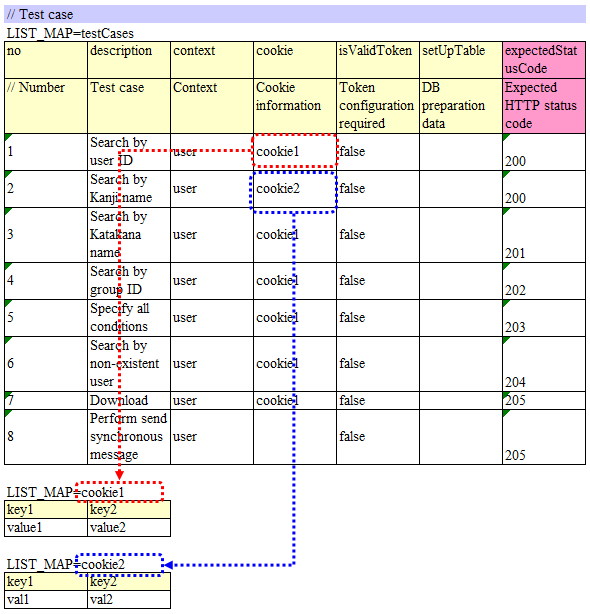 // Test case
LIST_MAP=testCases
no description context cookie isValidToken setUpTable expectedStat
usCode
// Number Test case Context Cookie Token DB Expected
information configuration preparation HTTP status
required data code
1 Search by user cookie1 false 200
user ID
2 Search by user cookie2 false 200
Kanji name
3 Search by user cookie1 false 201
Katakana
name
4 Search by user cookie1 false 202
group ID
5 Specify all user cookie1 false 203
conditions
6 Search by user cookie1 false 204
non-existent
user
7 Download user cookie1 false 205
8 Perform send user false 205
synchronous
message
LIST_MAP=cookie1
key1 key2
value1 value2
LIST_MAP=cookie2
key1 key2
val1 val2